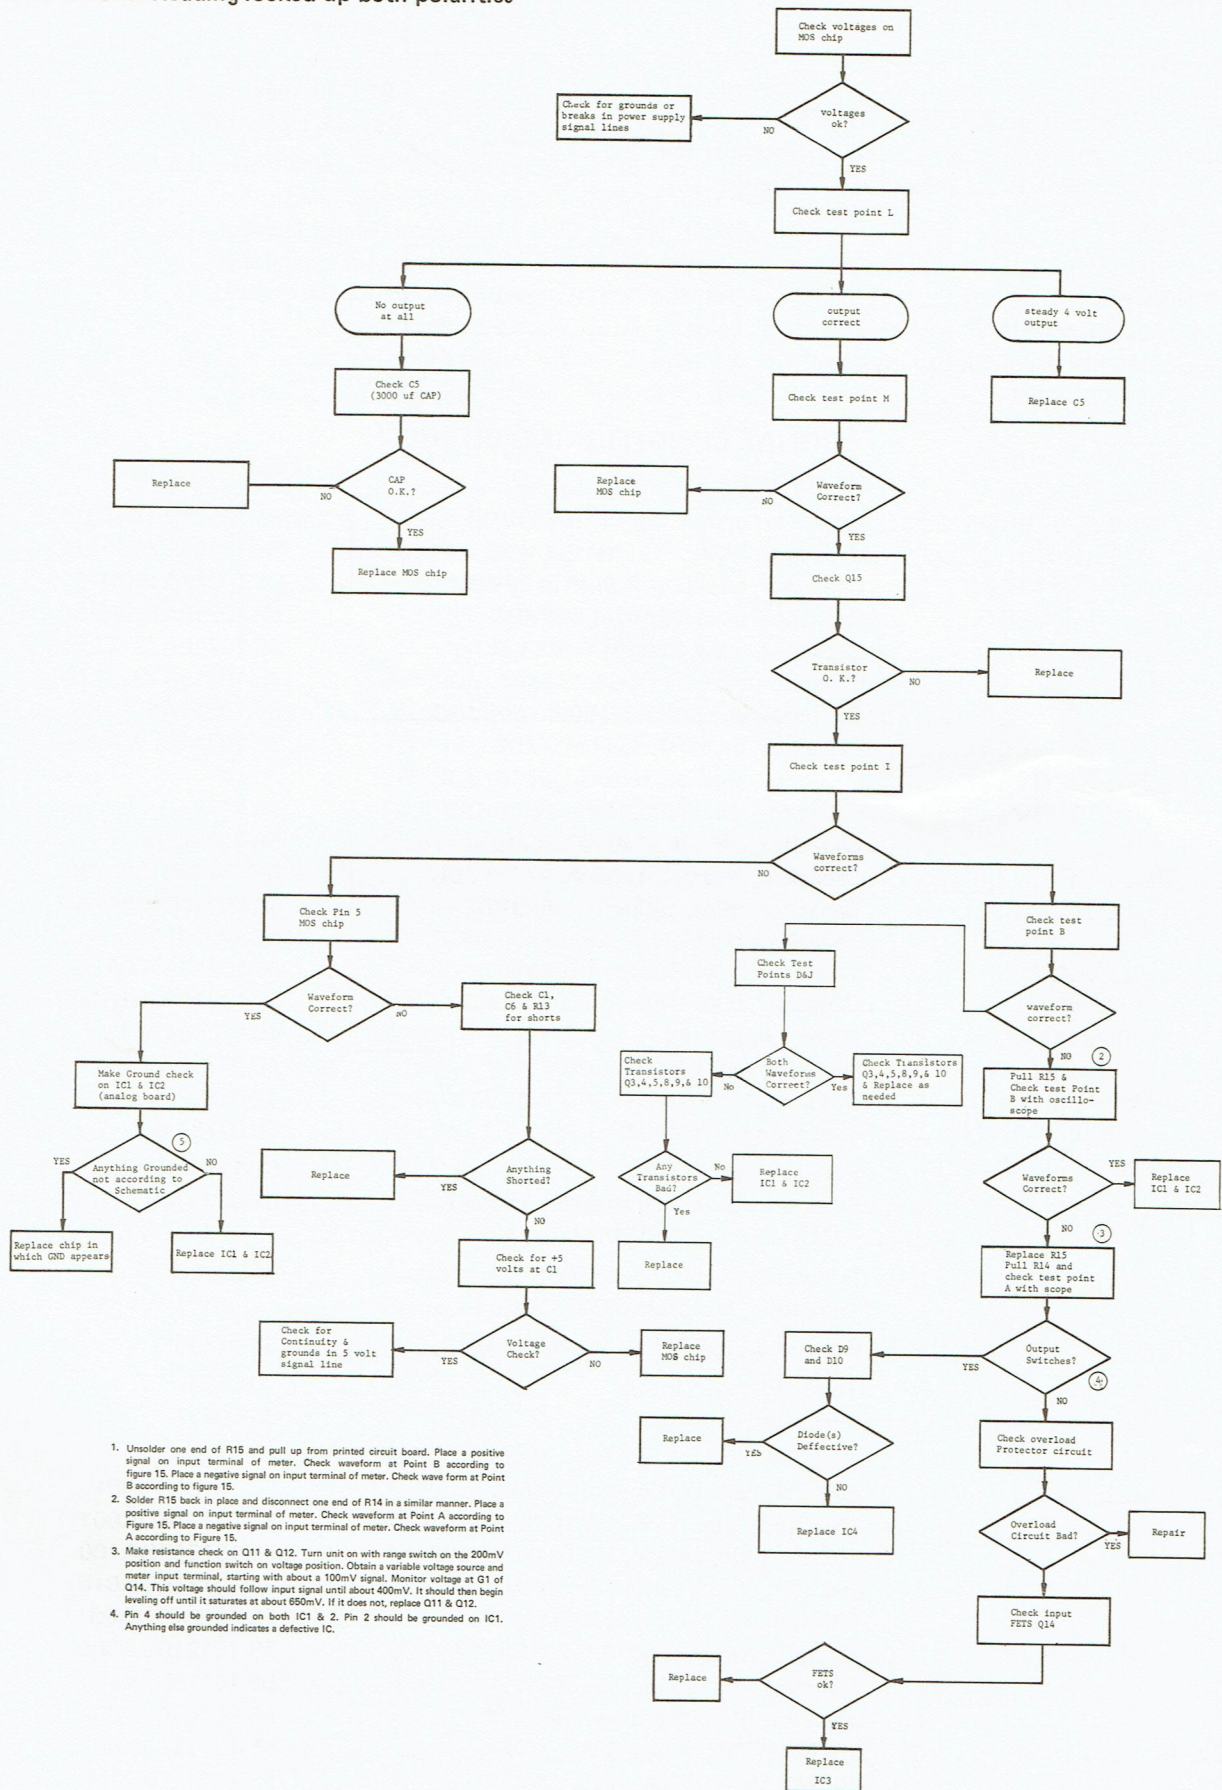 Reading locked up both polarities
Check voltages on
MOS chip
voltages
ok?
NO
Check for grounds or
breaks in power supply
signal lines
YES
Check test point L
No output
at all
output
correct
steady 4 volt
output
Check C5
(3000 uf CAP)
Check test point M
Replace C5
CAP
O.K.?
NO
Replace
YES
Replace MOS chip
Waveform
Correct?
NO
Replace
MOS chip
YES
Check Q15
Transistor
O. K.?
NO
Replace
YES
Check test point I
Waveforms
correct?
NO
Check Pin 5
MOS chip
Check test
point B
Waveform
Correct?
YES
NO
Check C1,
C6 & R13
for shorts
Check Test
Points D&J
waveform
correct?
NO
2
Make Ground check
on IC1 & IC2
(analog board)
Check
Transistors
Q3,4,5,8,9,& 10
No
Both
Waveforms
Correct?
Yes
Check Transistors
Q3,4,5,8,9,& 10
& Replace as
needed
Pull R15 &
Check test Point
B with oscillo-
scope
5
YES
Anything Grounded
not according to
Schematic
NO
Replace
YES
Anything
Shorted?
NO
Any
Transistors
Bad?
No
Replace
IC1 & IC2
Yes
Waveforms
Correct?
YES
Replace
IC1 & IC2
NO
3
Replace chip in
which GND appears
Replace IC1 & IC2
Check for +5
volts at C1
Replace
Replace R15
Pull R14 and
check test point
A with scope
Check for
Continuity &
grounds in 5 volt
signal line
YES
Voltage
Check?
NO
Replace
MOS chip
Check D9
and D10
YES
Output
Switches?
4
NO
Replace
YES
Diode(s)
Deffective?
NO
Check overload
Protector circuit
Replace IC4
Overload
Circuit Bad?
YES
Repair
Check input
FETS Q14
Replace
FETS
ok?
YES
Replace
IC3
1. Unsolder one end of R15 and pull up from printed circuit board. Place a positive
signal on input terminal of meter. Check waveform at Point B according to
figure 15. Place a negative signal on input terminal of meter. Check wave form at Point
B according to figure 15.
2. Solder R15 back in place and disconnect one end of R14 in a similar manner. Place a
positive signal on input terminal of meter. Check waveform at Point A according to
Figure 15. Place a negative signal on input terminal of meter. Check waveform at Point
A according to Figure 15.
3. Make resistance check on Q11 & Q12. Turn unit on with range switch on the 200mV
position and function switch on voltage position. Obtain a variable voltage source and
meter input terminal, starting with about a 100mV signal. Monitor voltage at G1 of
Q14. This voltage should follow input signal until about 400mV. It should then begin
leveling off until it saturates at about 650mV. If it does not, replace Q11 & Q12.
4. Pin 4 should be grounded on both IC1 & 2. Pin 2 should be grounded on IC1.
Anything else grounded indicates a defective IC.